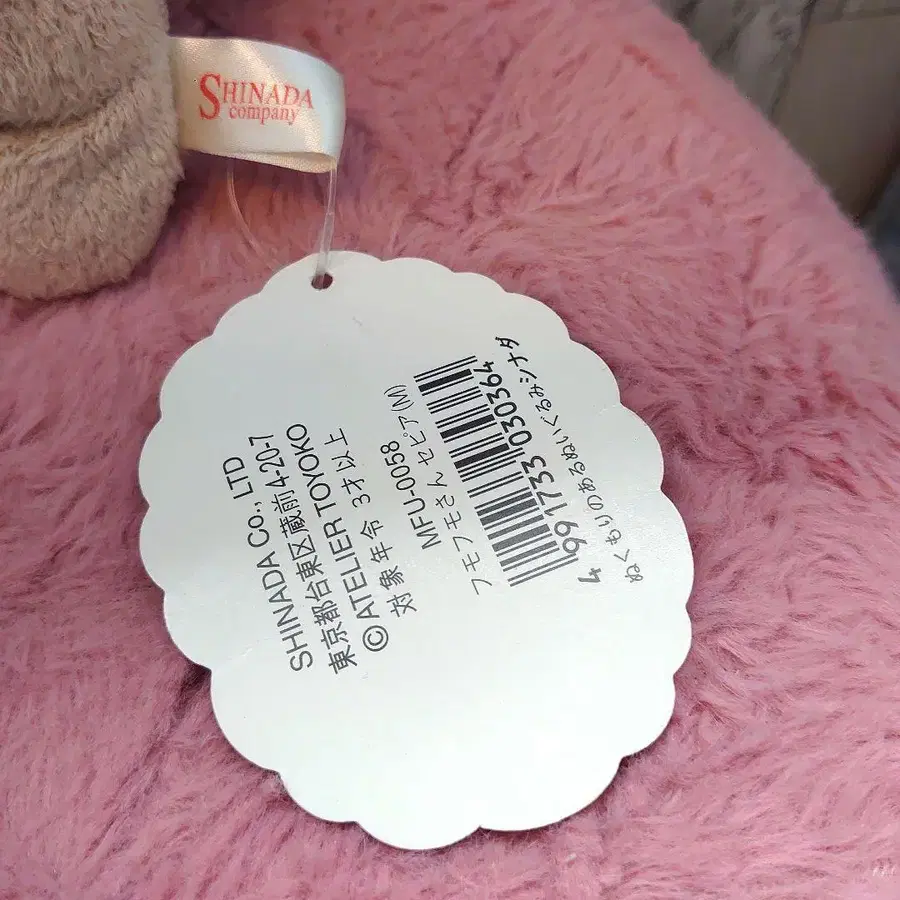 SHINADA
company
SHINADA Co., LTD
東京都台東区蔵前4-20-7
© ATELIER TOYOKO
対象年令 3才以上
MFU-0058
フモフモさんセピア(M)
4 991733 030364
ぬくもりのあるぬいぐるみシナダ